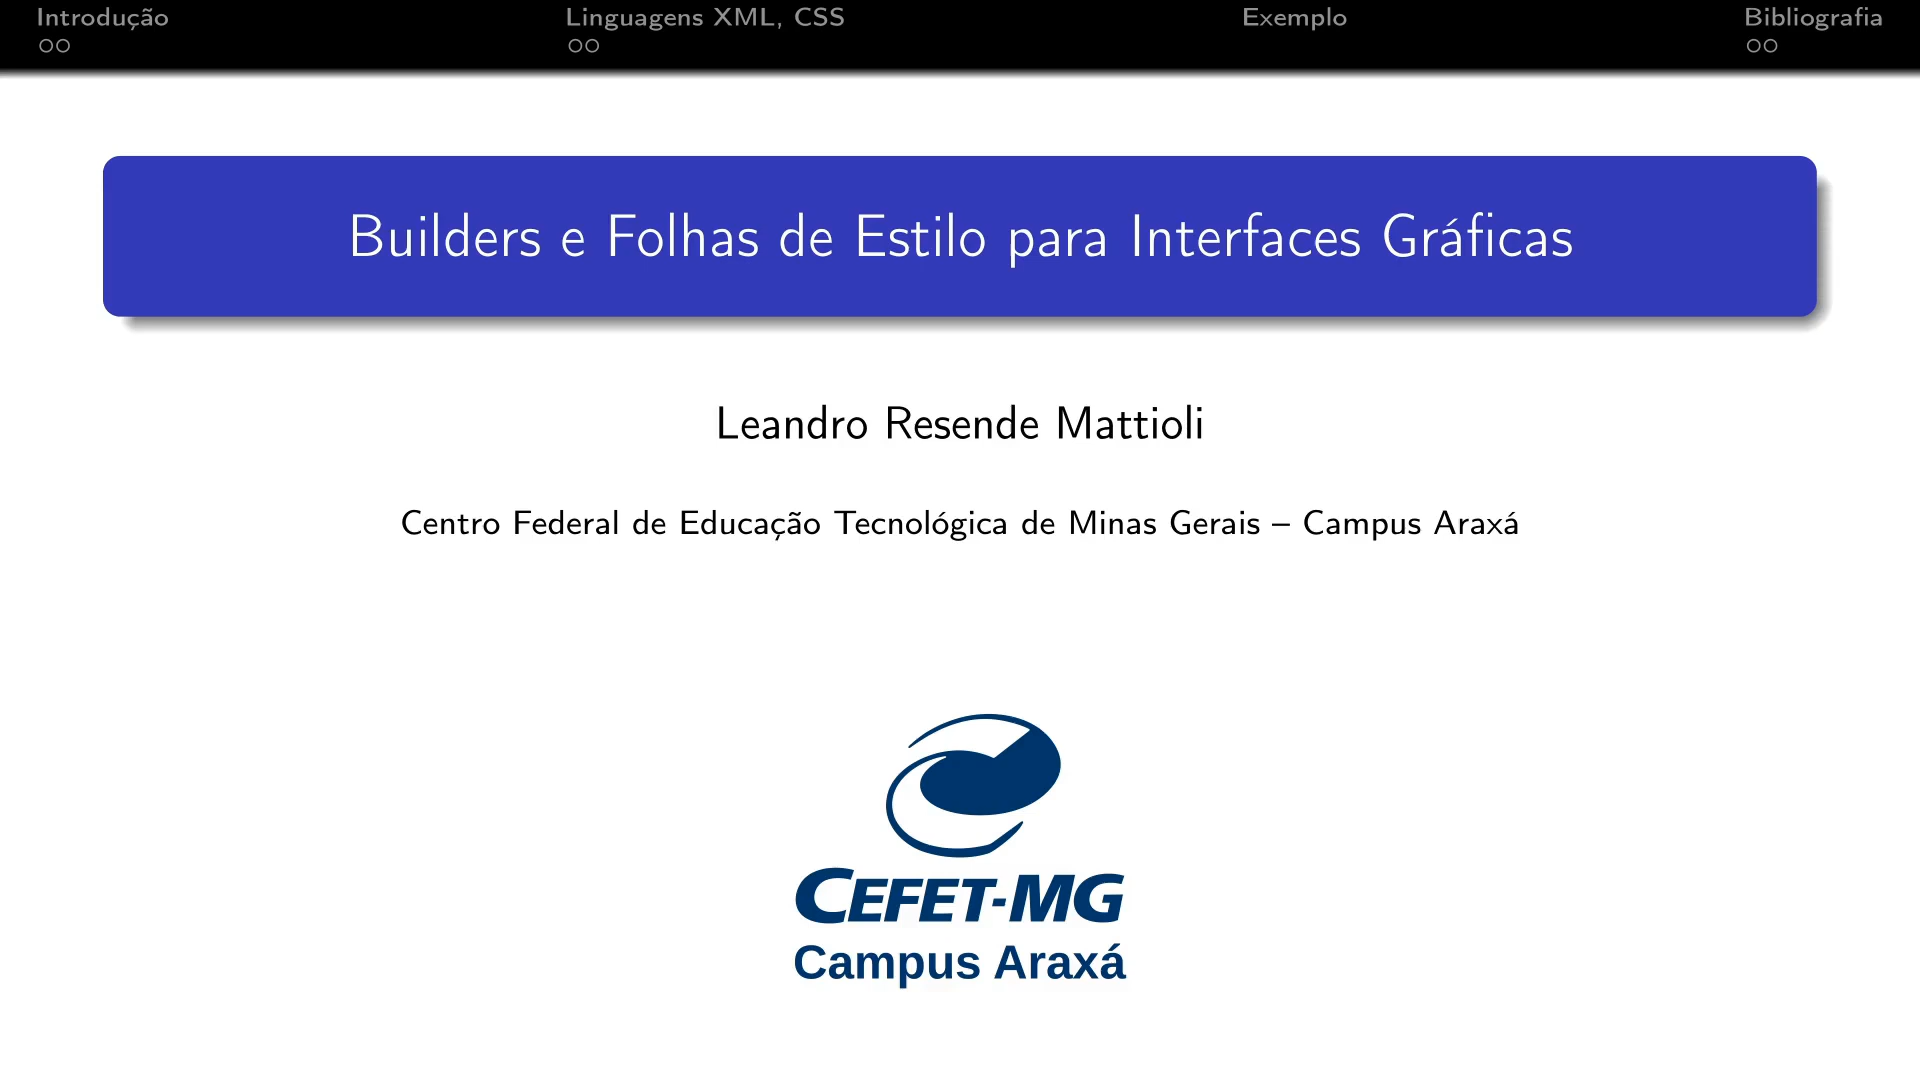 Introdução
Linguagens XML, CSS
Exemplo
Bibliografia
Builders e Folhas de Estilo para Interfaces Gráficas
Leandro Resende Mattioli
Centro Federal de Educação Tecnológica de Minas Gerais – Campus Araxá
CEFET-MG
Campus Araxá